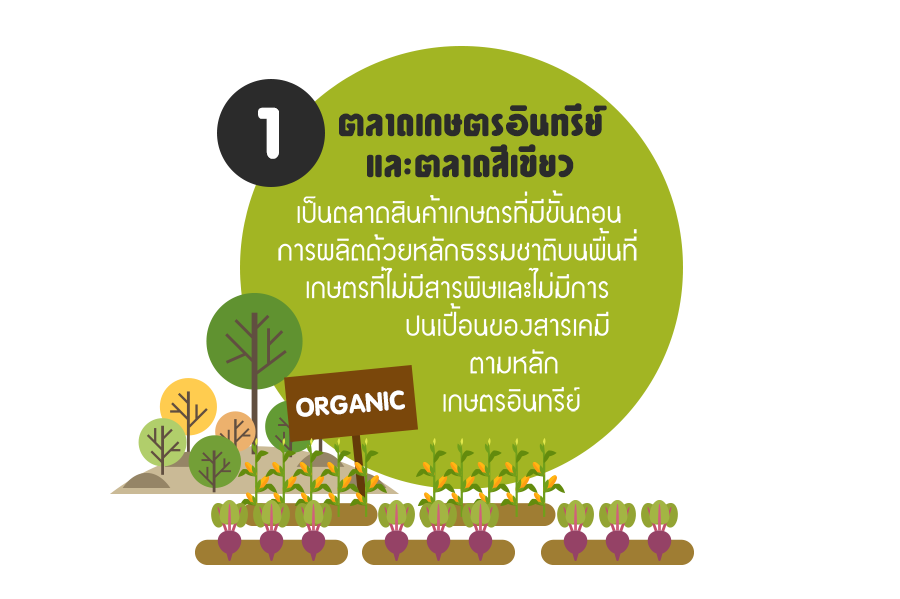 1
ตลาดเกษตรอินทรีย์
และตลาดสีเขียว
เป็นตลาดสินค้าเกษตรที่มีขั้นตอน
การผลิตด้วยหลักธรรมชาติบนพื้นที่
เกษตรที่ไม่มีสารพิษและไม่มีการ
ปนเปื้อนของสารเคมี
ตามหลัก
เกษตรอินทรีย์
ORGANIC